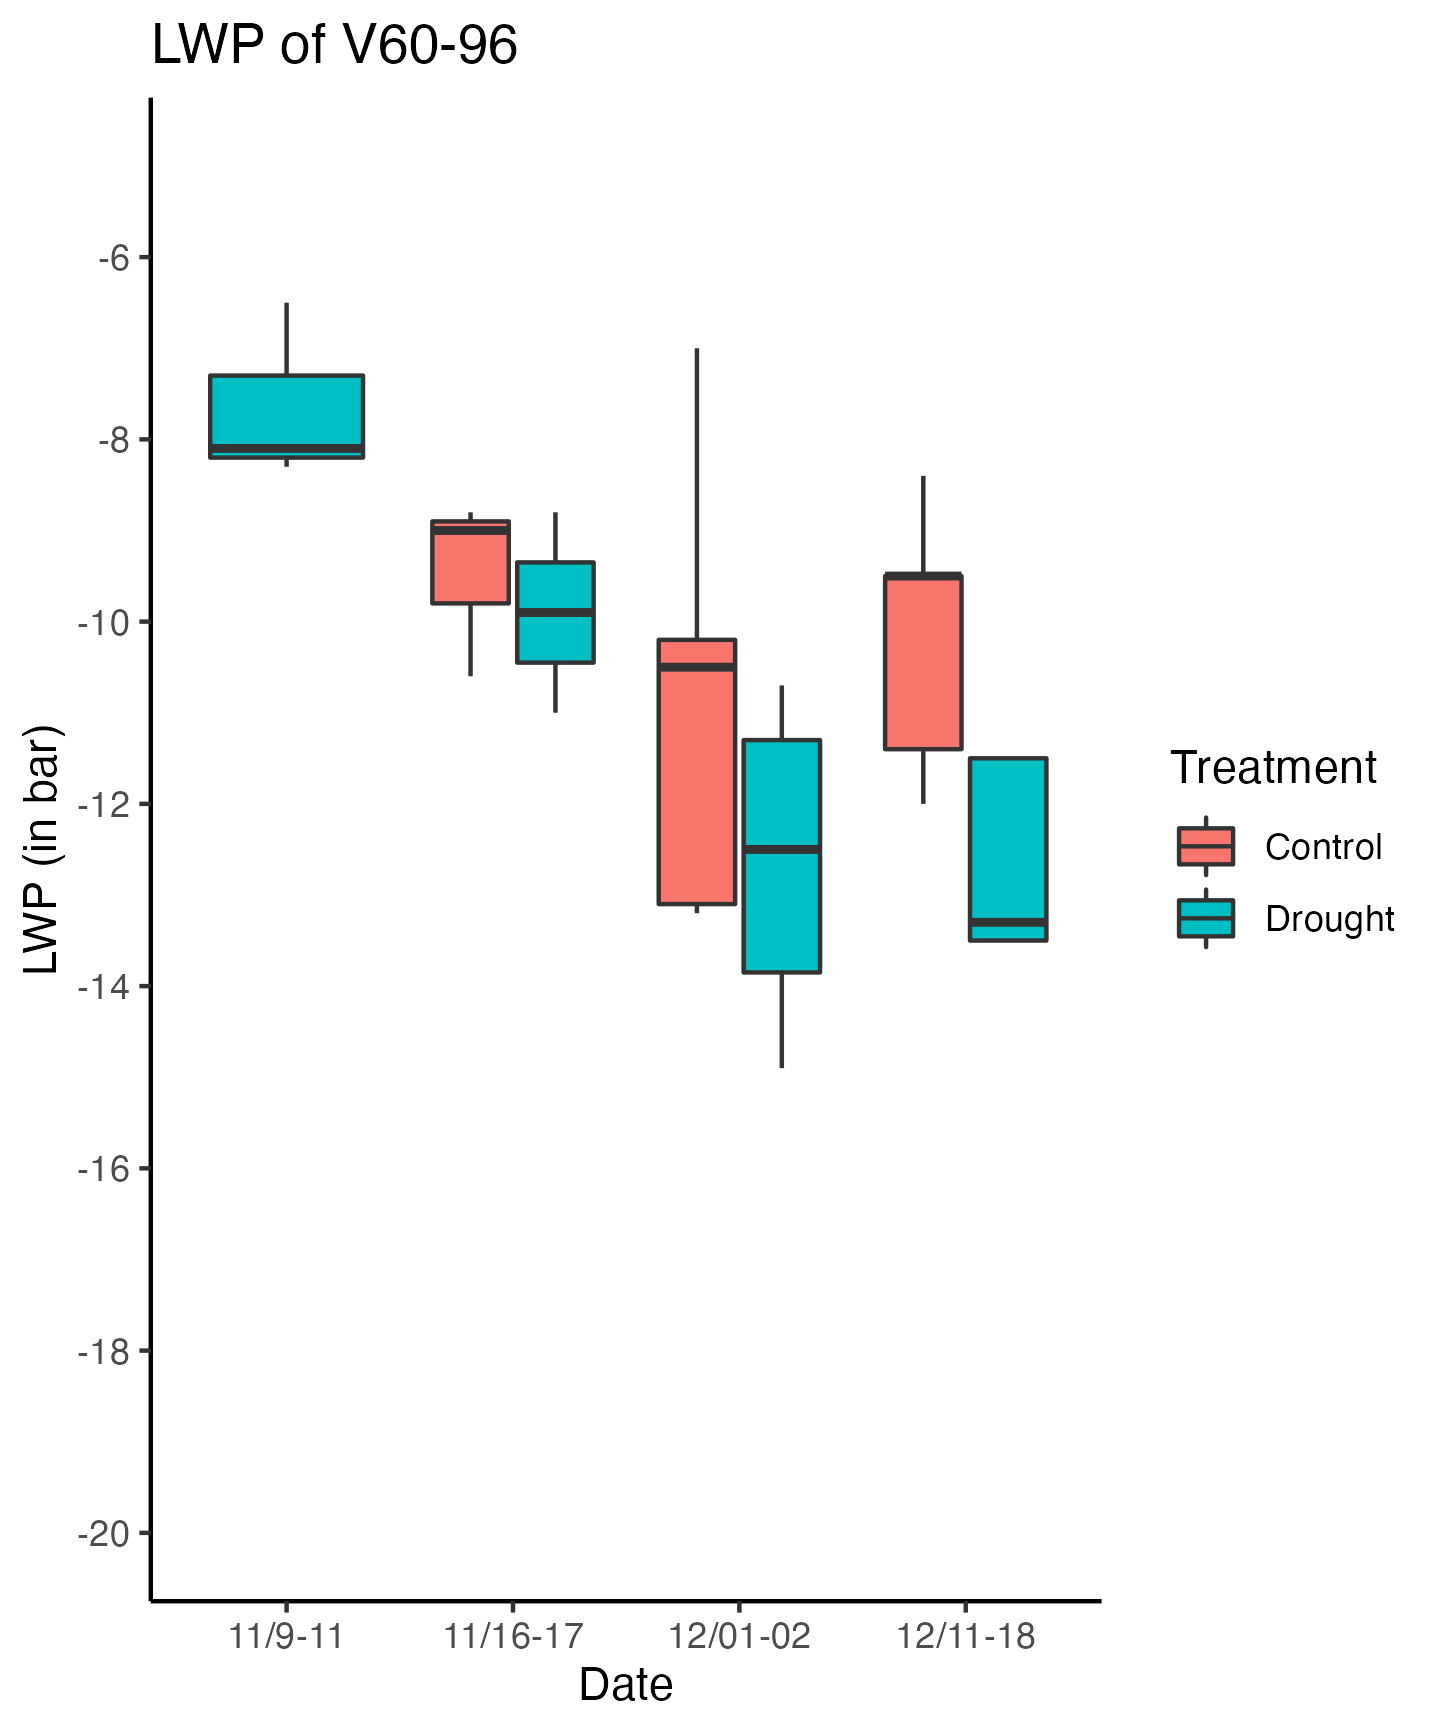 LWP of V60-96
LWP (in bar)
-6
-8
-10
-12
-14
-16
-18
-20
11/9-11
11/16-17
12/01-02
12/11-18
Date
Treatment
Control
Drought